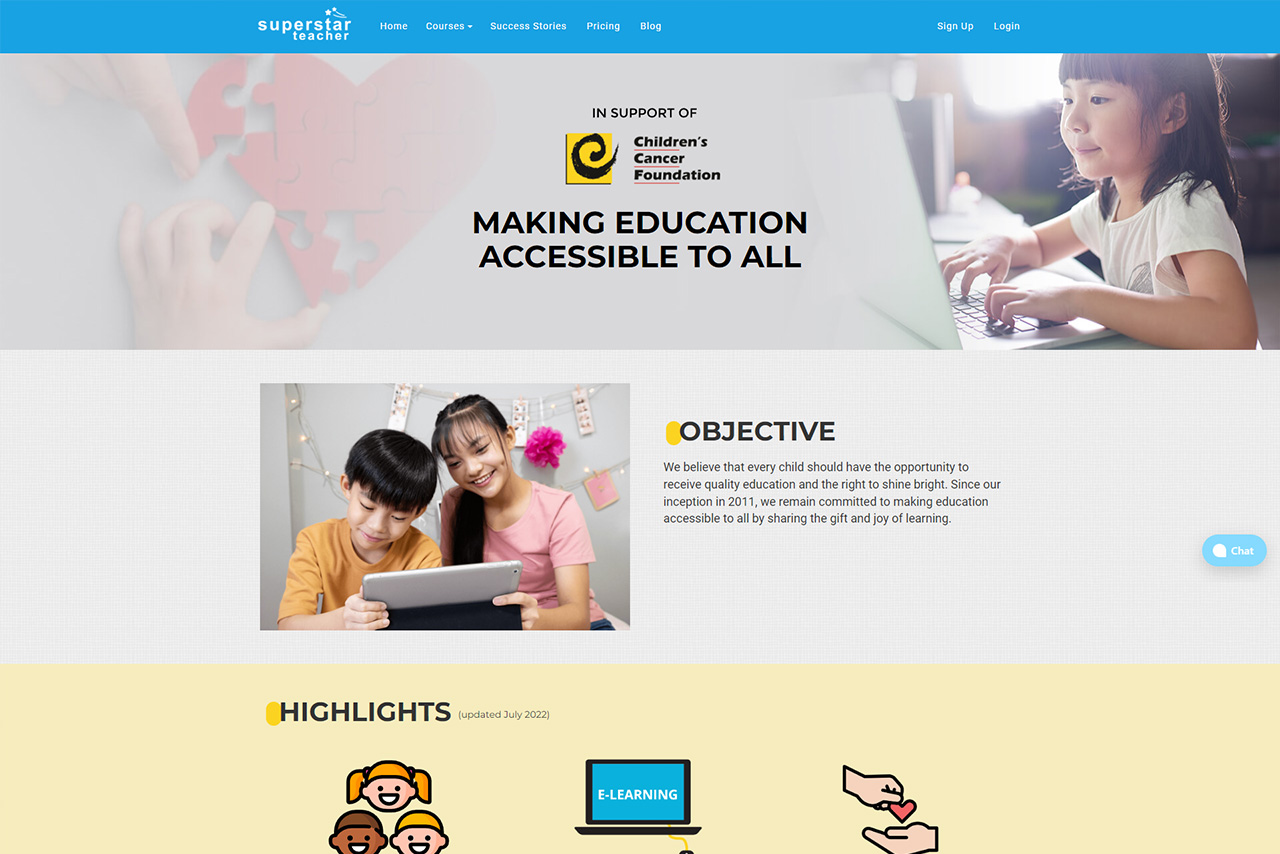 superstar
teacher
Home Courses Success Stories Pricing Blog Sign Up Login
IN SUPPORT OF
Children's
Cancer
Foundation
MAKING EDUCATION
ACCESSIBLE TO ALL
OBJECTIVE
We believe that every child should have the opportunity to
receive quality education and the right to shine bright. Since our
inception in 2011, we remain committed to making education
accessible to all by sharing the gift and joy of learning.
Chat
HIGHLIGHTS (updated July 2022)
E-LEARNING